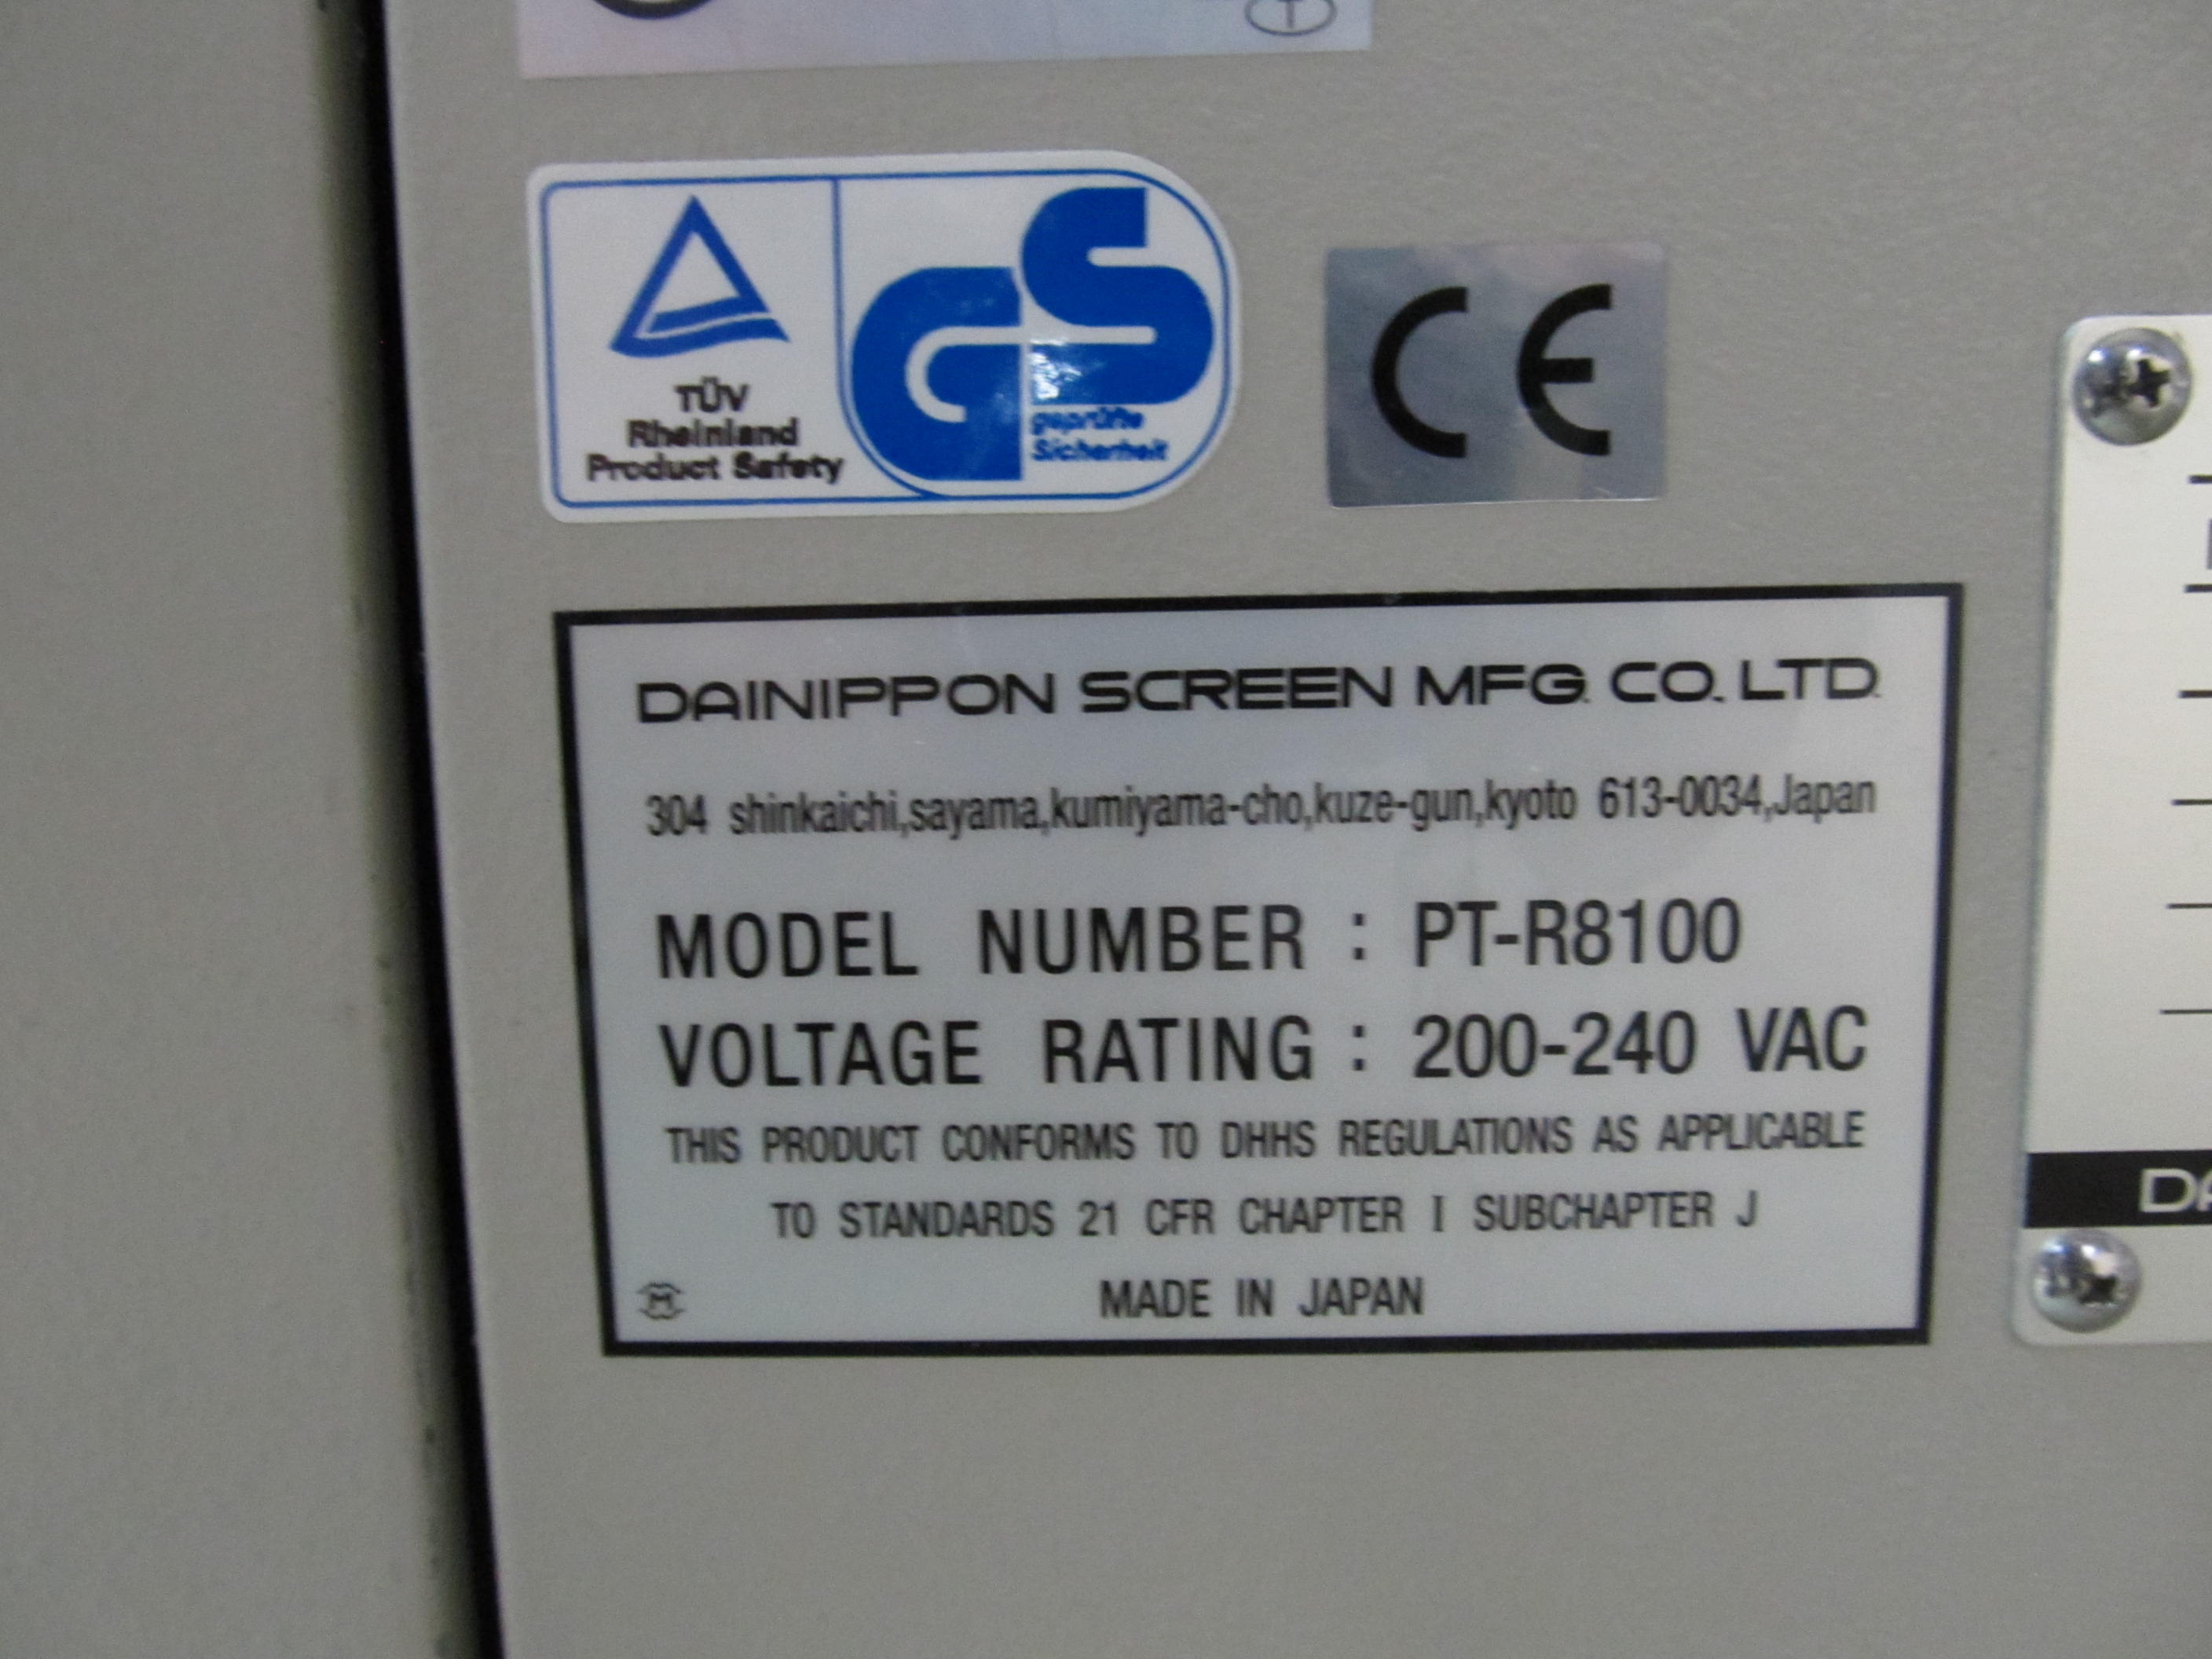 TÜV
Rheinland
Product Safety
GS
geprüfte
Sicherheit
CE
DAINIPPON SCREEN MFG. CO. LTD.
304 shinkaichi,sayama,kumiyama-cho,kuze-gun,kyoto 613-0034,Japan
MODEL NUMBER : PT-R8100
VOLTAGE RATING : 200-240 VAC
THIS PRODUCT CONFORMS TO DHHS REGULATIONS AS APPLICABLE
TO STANDARDS 21 CFR CHAPTER I SUBCHAPTER J
MADE IN JAPAN